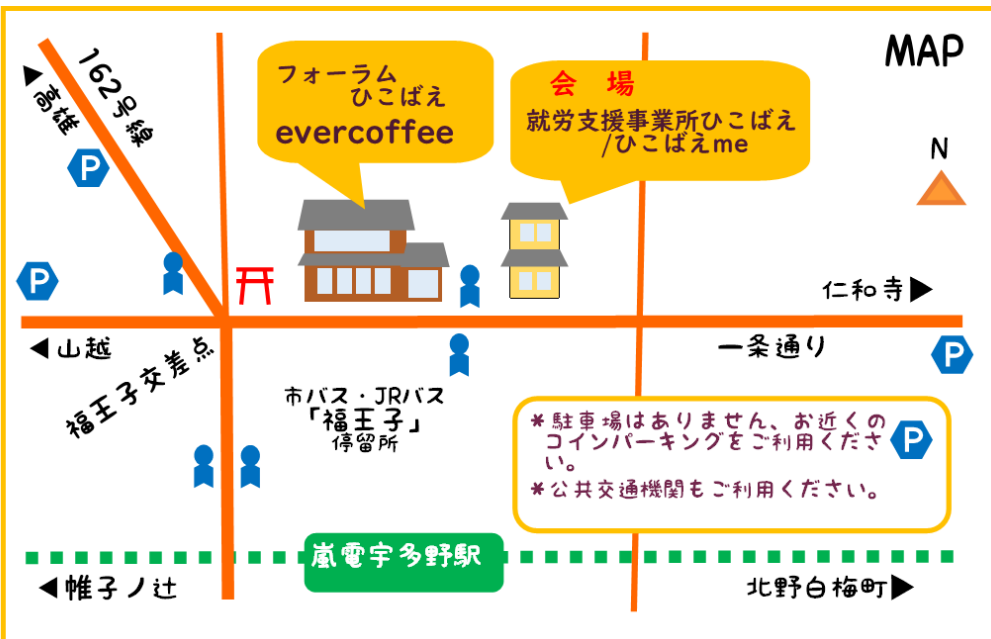 MAP
162号線
◀高雄
P
フォーラム
ひこばえ
evercoffee
会 場
就労支援事業所ひこばえ
/ひこばえme
N
P
仁和寺▶
◀山越
一条通り
P
福王子交差点
市バス・JRバス
「福王子」
停留所
*駐車場はありません、お近くの
コインパーキングをご利用くださ
い。
P
*公共交通機関もご利用ください。
嵐電宇多野駅
◀帷子ノ辻
北野白梅町▶